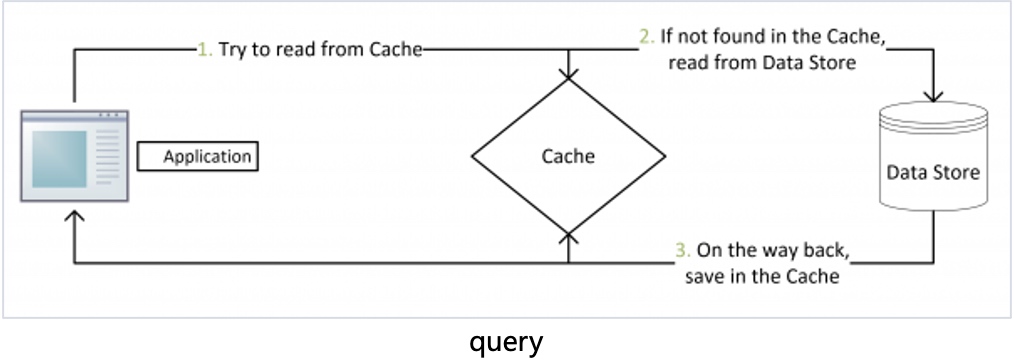 1. Try to read from Cache
2. If not found in the Cache,
read from Data Store
Application
Cache
Data Store
3. On the way back,
save in the Cache
query